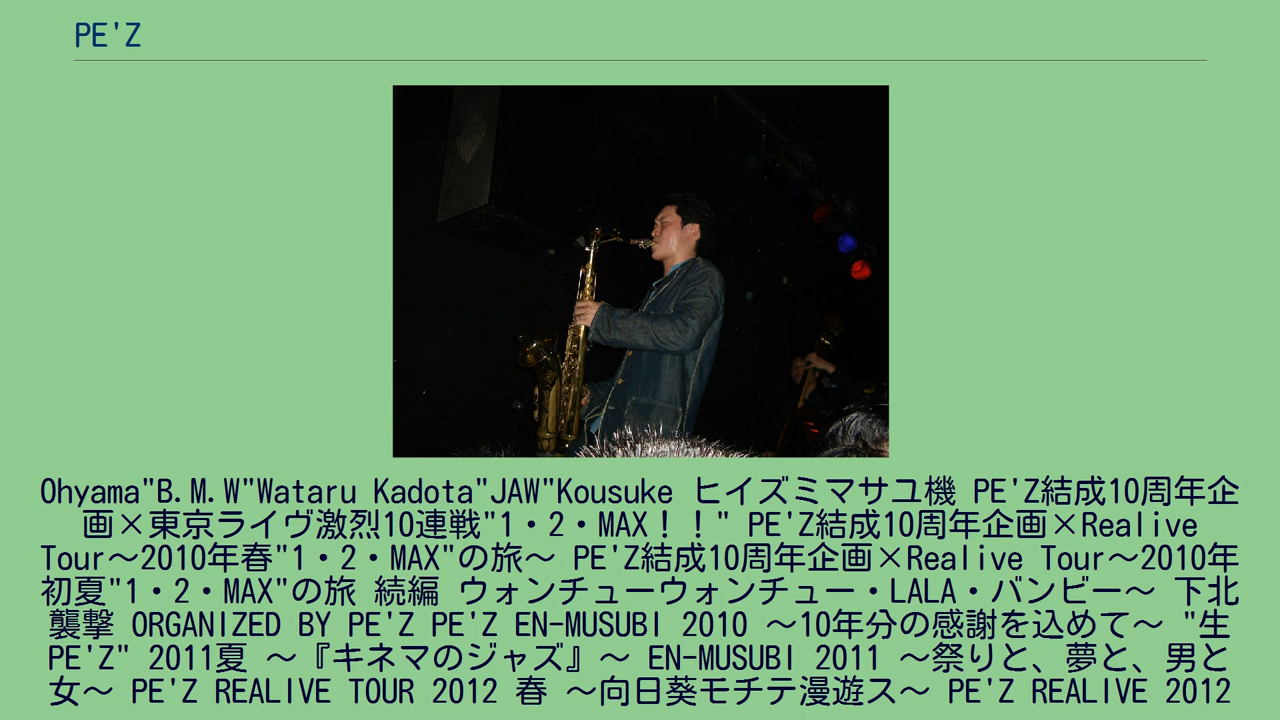 PE'Z
Ohyama"B.M.W"Wataru Kadota"JAW"Kousuke ヒイズミマサユ機 PE'Z結成10周年企
画×東京ライヴ激烈10連戦"1・2・MAX！！" PE'Z結成10周年企画×Realive
Tour～2010年春"1・2・MAX"の旅～ PE'Z結成10周年企画×Realive Tour～2010年
初夏"1・2・MAX"の旅 続編 ウォンチューウォンチュー・LALA・バンビー～ 下北
襲撃 ORGANIZED BY PE'Z PE'Z EN-MUSUBI 2010 ～10年分の感謝を込めて～ "生
PE'Z" 2011夏 ～『キネマのジャズ』～ EN-MUSUBI 2011 ～祭りと、夢と、男と
女～ PE'Z REALIVE TOUR 2012 春 ～向日葵モチテ漫遊ス～ PE'Z REALIVE 2012